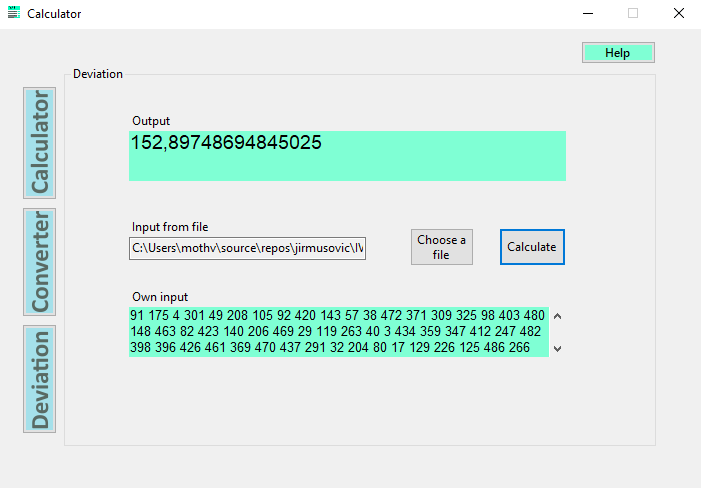 Calculator
Help
Deviation
Calculator
Converter
Deviation
Output
152,89748694845025
Input from file
C:\Users\mothv\source\repos\jirmusovic\IV
Choose a
file
Calculate
Own input
91 175 4 301 49 208 105 92 420 143 57 38 472 371 309 325 98 403 480
148 463 82 423 140 206 469 29 119 263 40 3 434 359 347 412 247 482
398 396 426 461 369 470 437 291 32 204 80 17 129 226 125 486 266